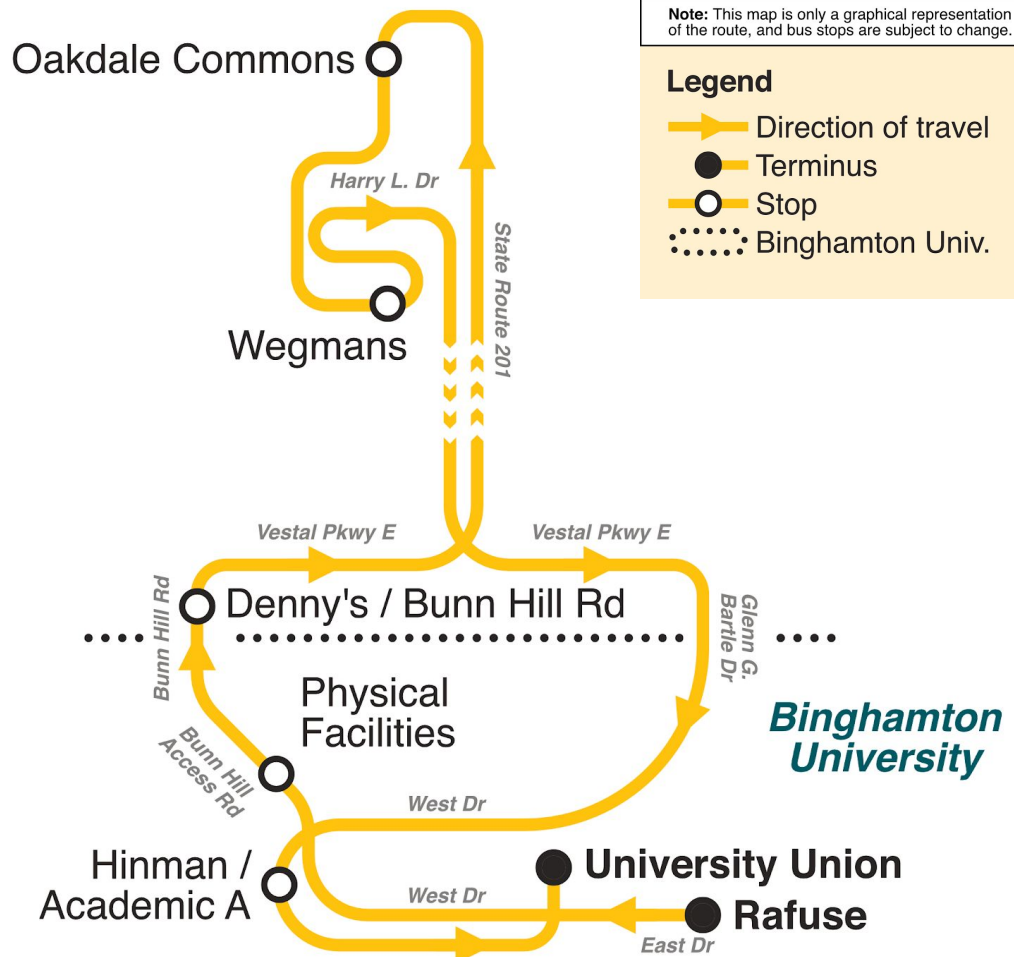 Note: This map is only a graphical representation
of the route, and bus stops are subject to change.
Legend
Direction of travel
Terminus
Stop
Binghamton Univ.
Oakdale Commons
Harry L. Dr
State Route 201
Wegmans
Vestal Pkwy E
Vestal Pkwy E
Bunn Hill Rd
Denny's / Bunn Hill Rd
Glenn G.
Bartle Dr
Physical
Facilities
Binghamton
University
Bunn Hill
Access Rd
West Dr
Hinman /
Academic A
University Union
West Dr
Rafuse
East Dr